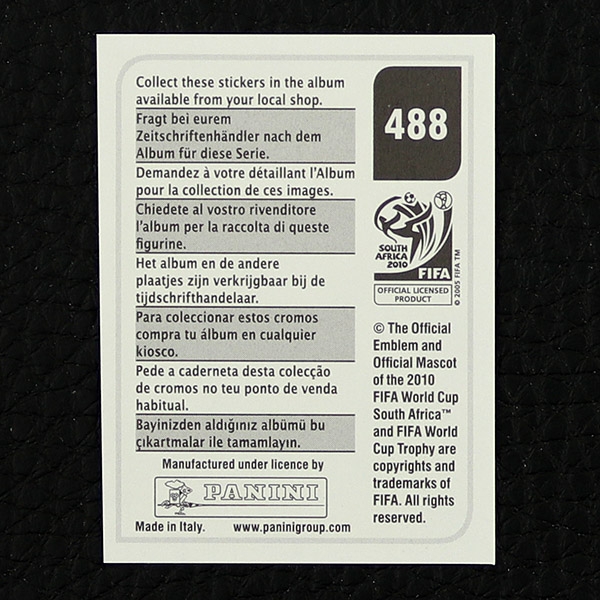 Collect these stickers in the album
available from your local shop.
Fragt bei eurem
Zeitschriftenhändler nach dem
Album für diese Serie.
Demandez à votre détaillant l'Album
pour la collection de ces images.
Chiedete al vostro rivenditore
l'album per la raccolta di queste
figurine.
Het album en de andere
plaatjes zijn verkrijgbaar bij de
tijdschrifthandelaar.
Para coleccionar estos cromos
compra tu álbum en cualquier
kiosco.
Pede a caderneta desta colecção
de cromos no teu ponto de venda
habitual.
Bayinizden aldığınız albümü bu
çıkartmalar ile tamamlayın.
Manufactured under licence by
PANINI
Made in Italy. www.paninigroup.com
488
SOUTH
AFRICA
2010
FIFA
© 2005 FIFA TM
OFFICIAL LICENSED
PRODUCT
© The Official
Emblem and
Official Mascot
of the 2010
FIFA World Cup
South Africa™
and FIFA World
Cup Trophy are
copyrights and
trademarks of
FIFA. All rights
reserved.